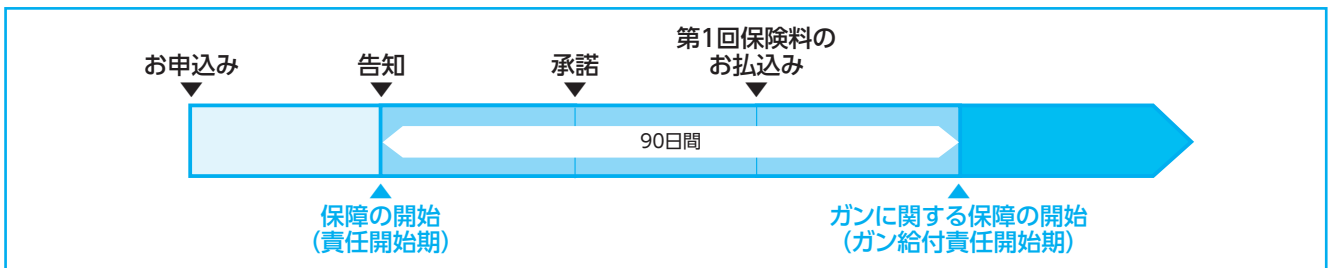 お申込み
告知
承諾
第1回保険料の
お払込み
90日間
保障の開始
（責任開始期）
ガンに関する保障の開始
（ガン給付責任開始期）